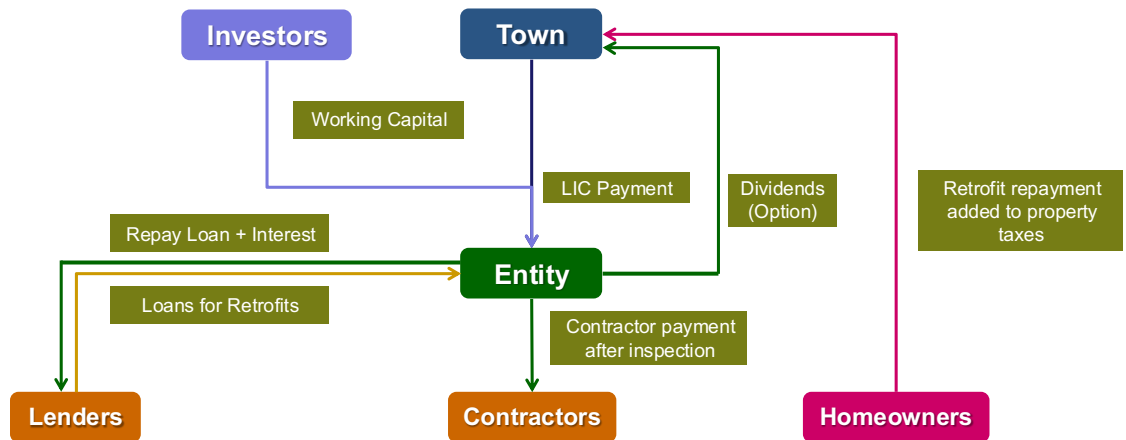 Investors
Town
Working Capital
LIC Payment
Dividends
(Option)
Retrofit repayment
added to property
taxes
Repay Loan + Interest
Entity
Loans for Retrofits
Contractor payment
after inspection
Lenders
Contractors
Homeowners